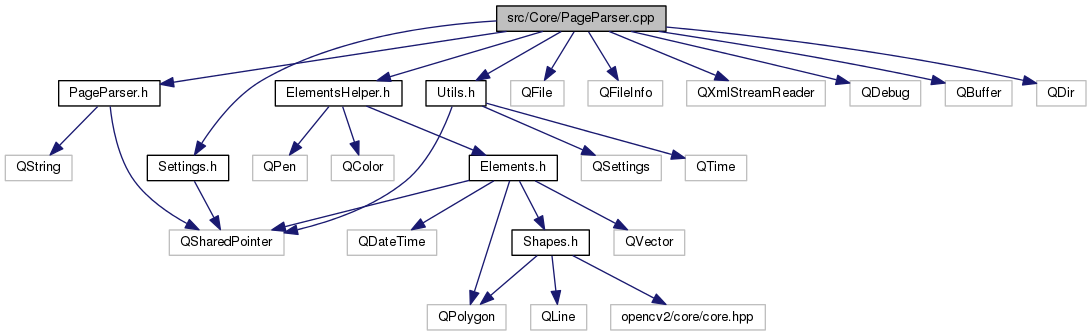 src/Core/PageParser.cpp
PageParser.h
ElementsHelper.h
Utils.h
QFile
QFileInfo
QXmlStreamReader
QDebug
QBuffer
QDir
QString
Settings.h
QPen
QColor
Elements.h
QSettings
QTime
QSharedPointer
QDateTime
Shapes.h
QVector
QPolygon
QLine
opencv2/core/core.hpp